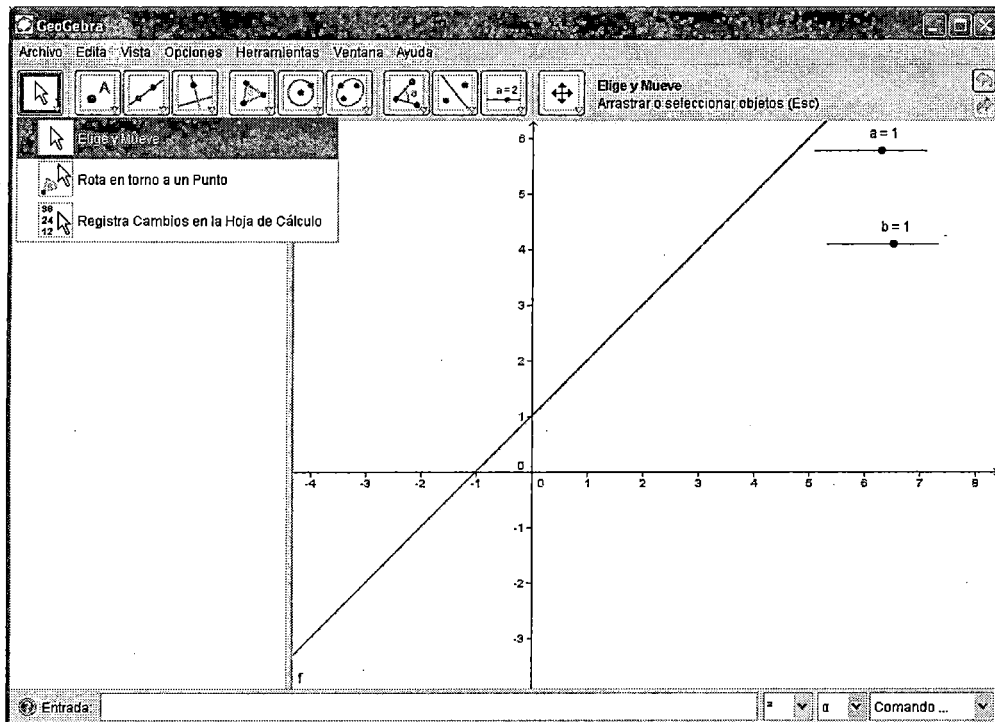 GeoGebra
Archivo Edita Vista Opciones Herramientas Ventana Ayuda
A
α
a=2
Elige y Mueve
Arrastrar o seleccionar objetos (Esc)
Elige y Mueve
Rota en torno a un Punto
Registra Cambios en la Hoja de Cálculo
a = 1
b = 1
6
5
4
3
2
1
0
-4 -3 -2 -1 0 1 2 3 4 5 6 7 8
-1
-2
-3
f
Entrada:
α
Comando ...